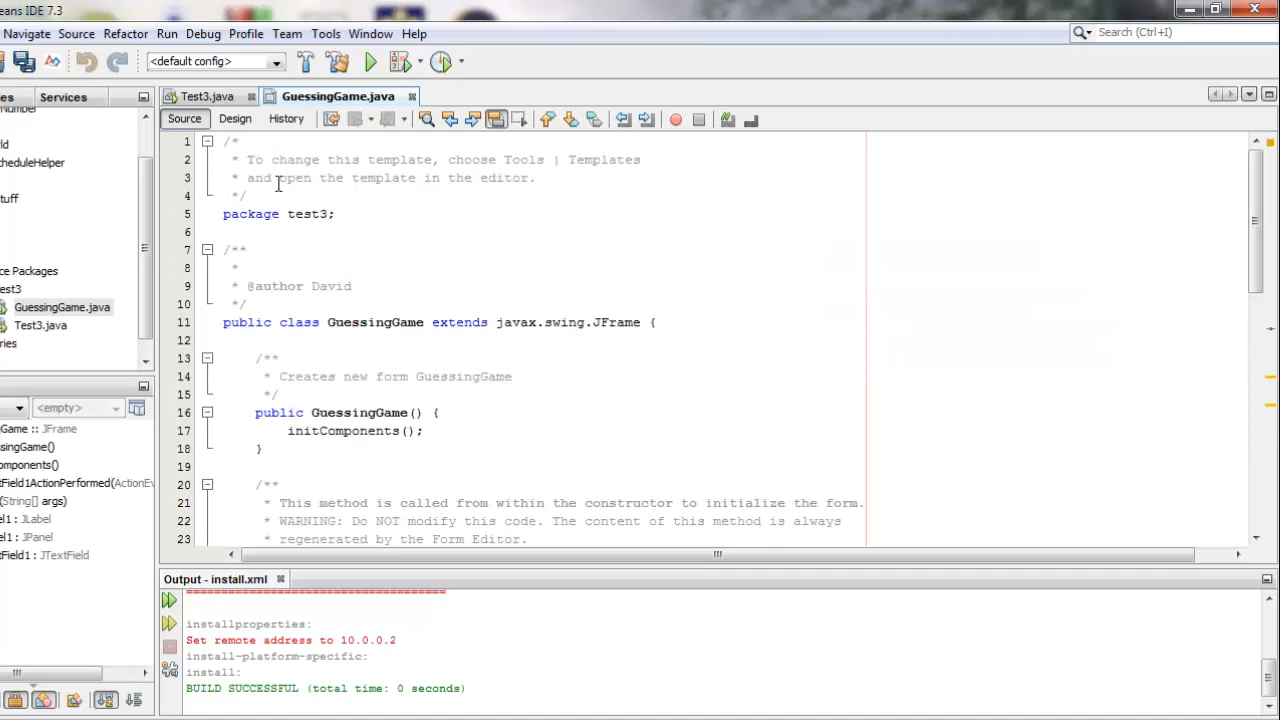 eans IDE 7.3
Navigate Source Refactor Run Debug Profile Team Tools Window Help
Search (Ctrl+I)
<default config>
es Services
Test3.java GuessingGame.java
Source Design History
Number
ld
cheduleHelper
tuff
ce Packages
est3
GuessingGame.java
Test3.java
ries
<empty>
Game :: JFrame
ssingGame()
omponents()
tField1ActionPerformed(ActionEv
(String[] args)
el1 : JLabel
el1 : JPanel
tField1 : JTextField
1 /*
2 * To change this template, choose Tools | Templates
3 * and open the template in the editor.
4 */
5 package test3;
6
7 /**
8 *
9 * @author David
10 */
11 public class GuessingGame extends javax.swing.JFrame {
12
13 /**
14 * Creates new form GuessingGame
15 */
16 public GuessingGame() {
17 initComponents();
18 }
19
20 /**
21 * This method is called from within the constructor to initialize the form.
22 * WARNING: Do NOT modify this code. The content of this method is always
23 * regenerated by the Form Editor.
Output - install.xml
=====================================
installproperties:
Set remote address to 10.0.0.2
install-platform-specific:
install:
BUILD SUCCESSFUL (total time: 0 seconds)